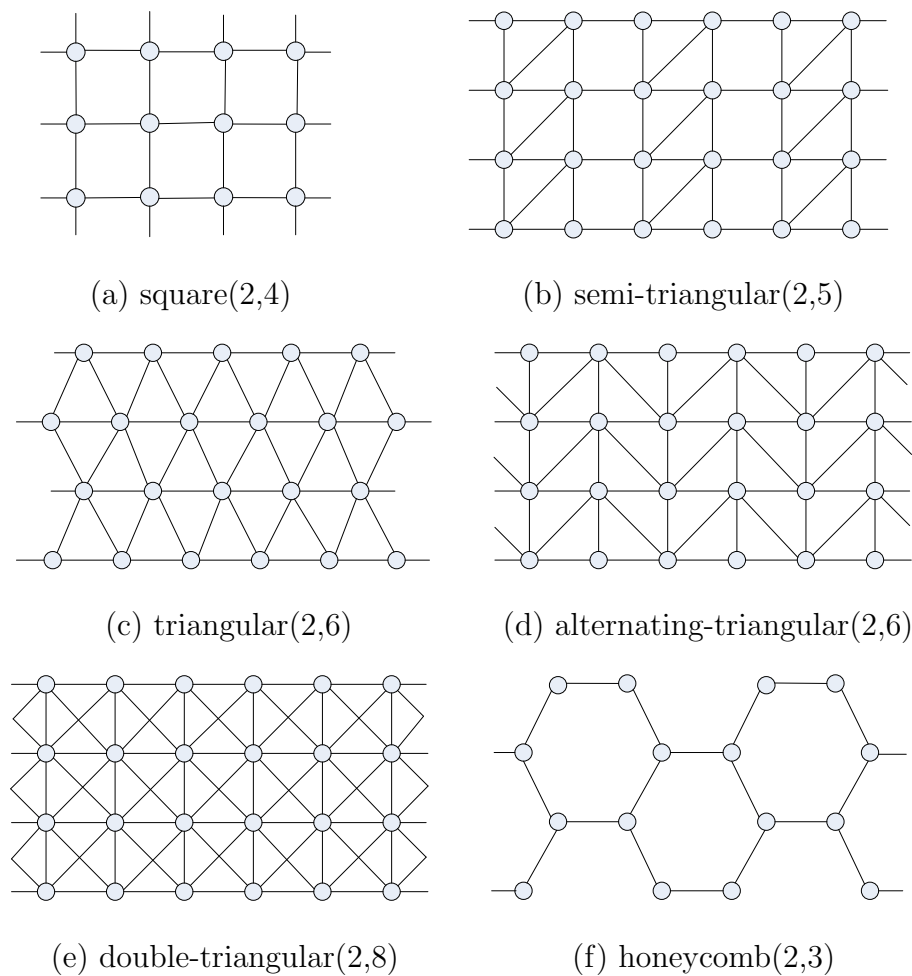 (a) square(2,4)
(b) semi-triangular(2,5)
(c) triangular(2,6)
(d) alternating-triangular(2,6)
(e) double-triangular(2,8)
(f) honeycomb(2,3)